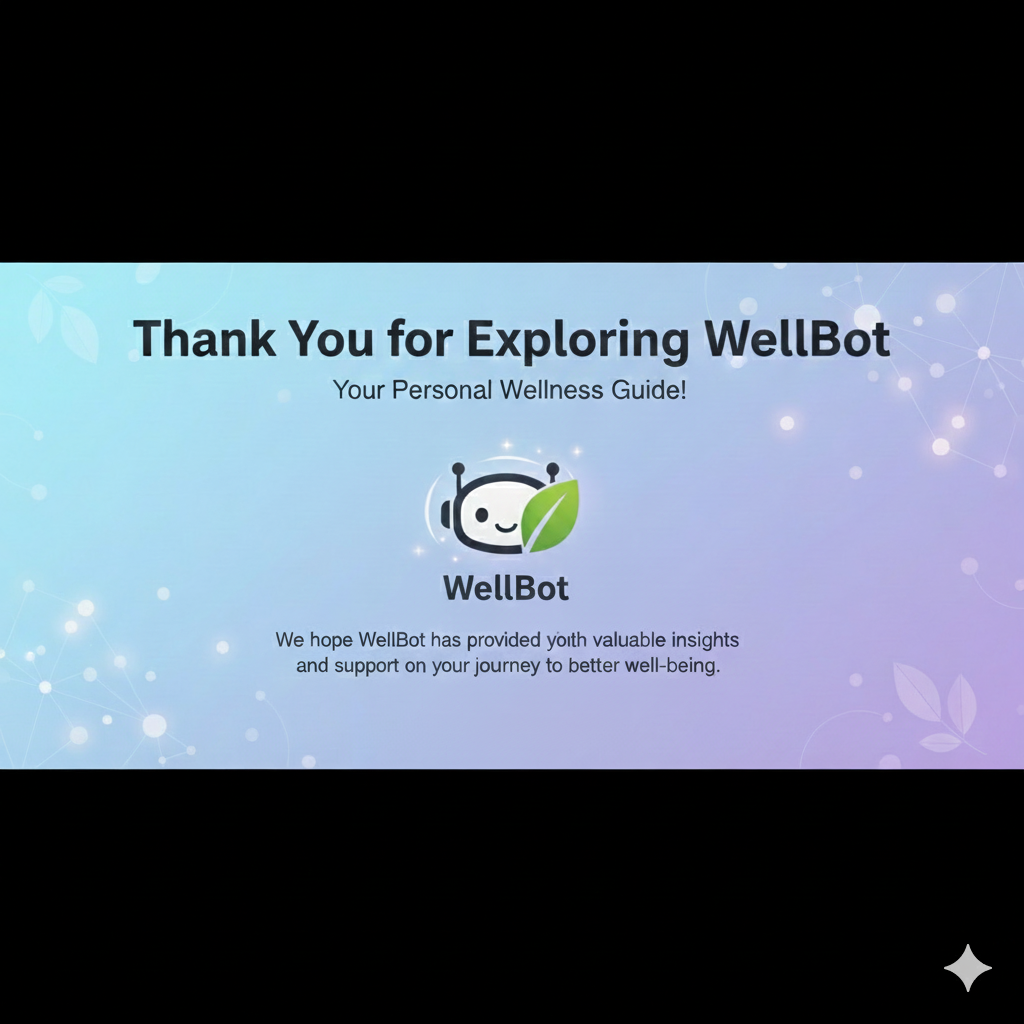 Thank You for Exploring WellBot
Your Personal Wellness Guide!
WellBot
We hope WellBot has provided valuable insights
and support on your journey to better well-being.